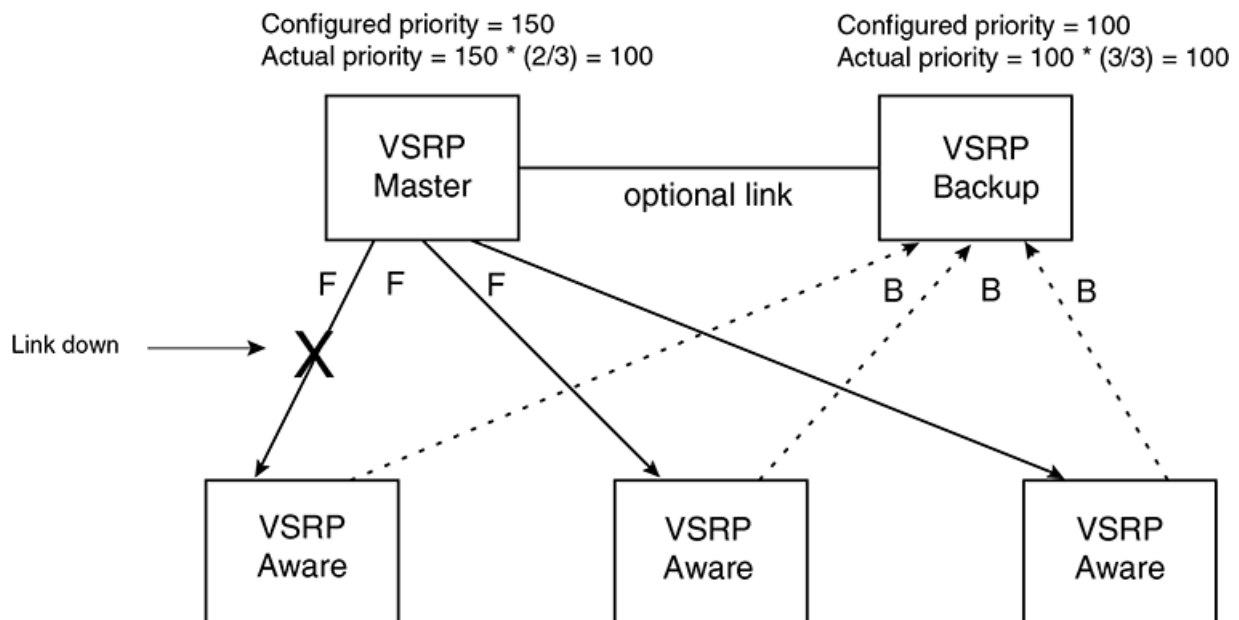 Configured priority = 150
Actual priority = 150 * (2/3) = 100
Configured priority = 100
Actual priority = 100 * (3/3) = 100
VSRP
Master
optional link
VSRP
Backup
F
F
F
B
B
B
Link down
X
VSRP
Aware
VSRP
Aware
VSRP
Aware